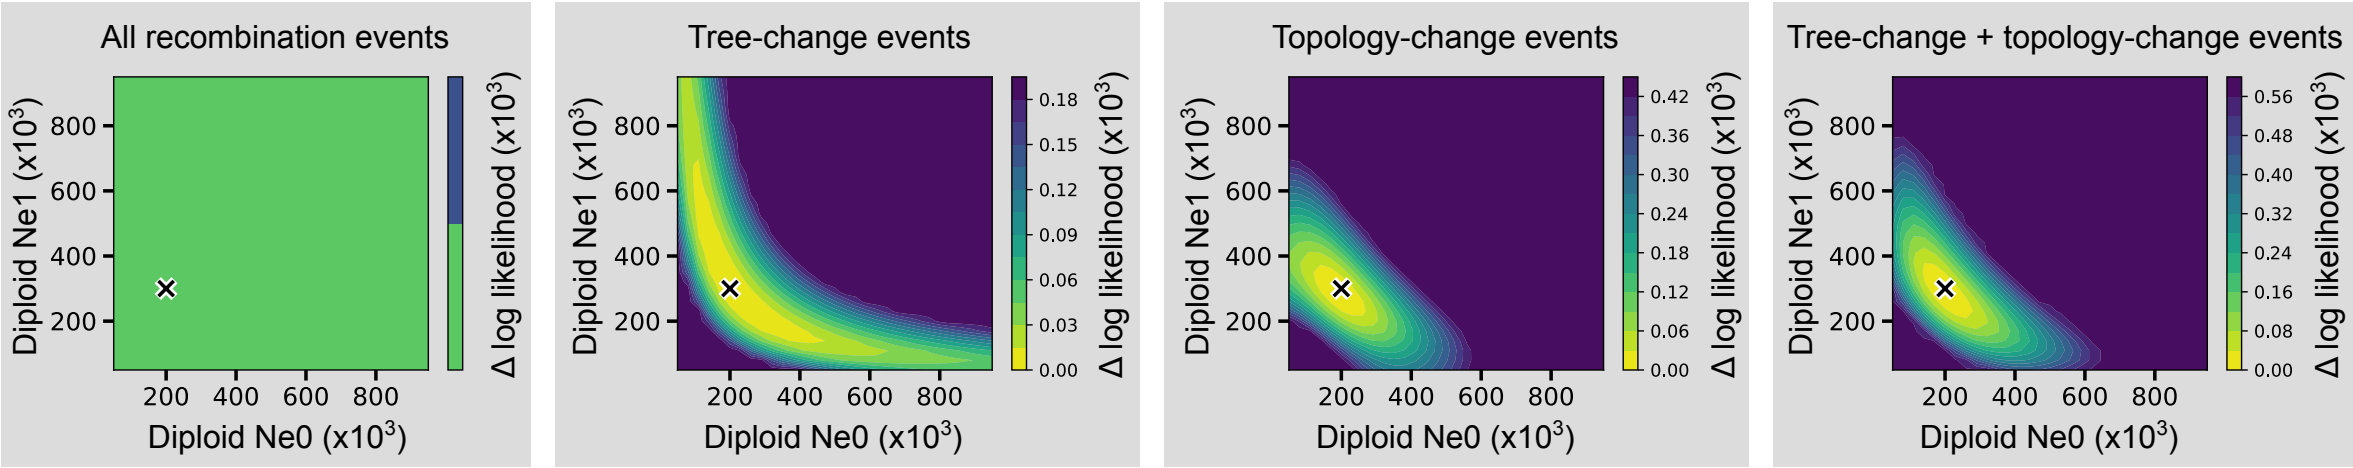 All recombination events
Diploid Ne1 (x10³)
800
600
400
200
200 400 600 800
Diploid Ne0 (x10³)
Δ log likelihood (x10³)
Tree-change events
Diploid Ne1 (x10³)
800
600
400
200
200 400 600 800
Diploid Ne0 (x10³)
0.18
0.15
0.12
0.09
0.06
0.03
0.00
Δ log likelihood (x10³)
Topology-change events
Diploid Ne1 (x10³)
800
600
400
200
200 400 600 800
Diploid Ne0 (x10³)
0.42
0.36
0.30
0.24
0.18
0.12
0.06
0.00
Δ log likelihood (x10³)
Tree-change + topology-change events
Diploid Ne1 (x10³)
800
600
400
200
200 400 600 800
Diploid Ne0 (x10³)
0.56
0.48
0.40
0.32
0.24
0.16
0.08
0.00
Δ log likelihood (x10³)